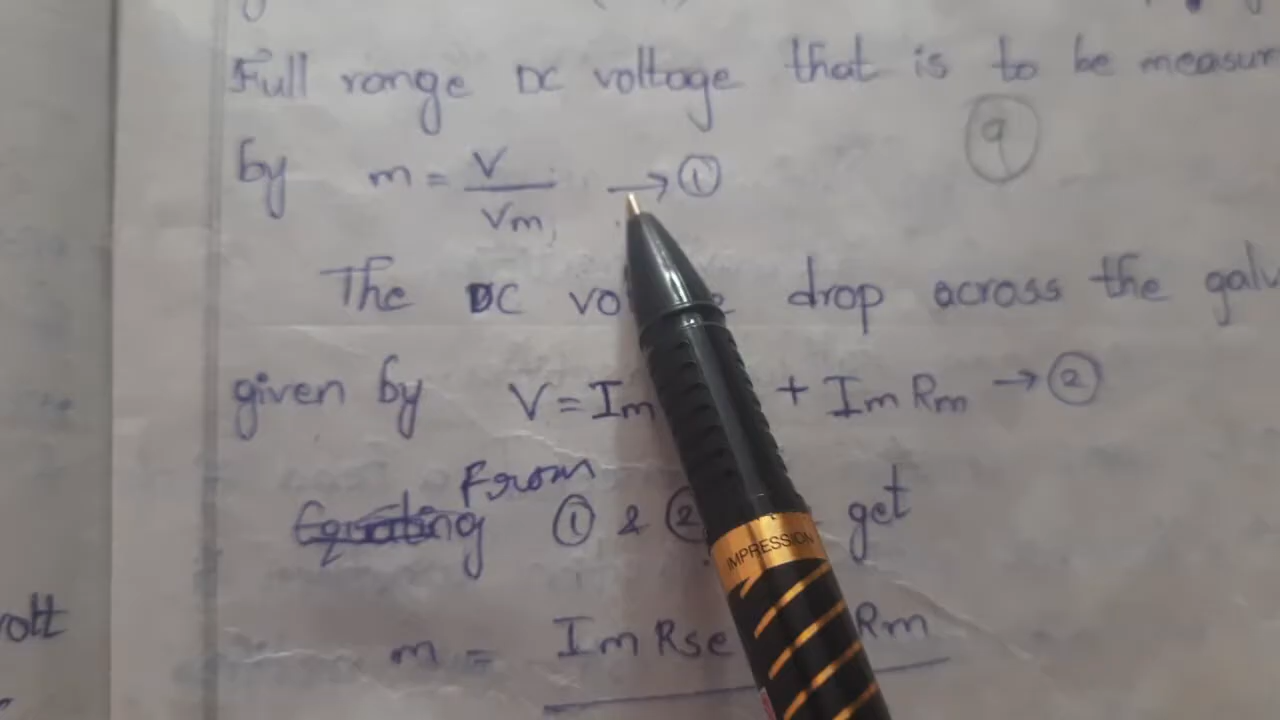 Full range DC voltage that is to be measur
9
by m = V / Vm → ①
The DC vo drop across the galv
given by V = Im + Im Rm → ②
From
① & ② get
IMPRESSION
m = Im Rse Rm
volt